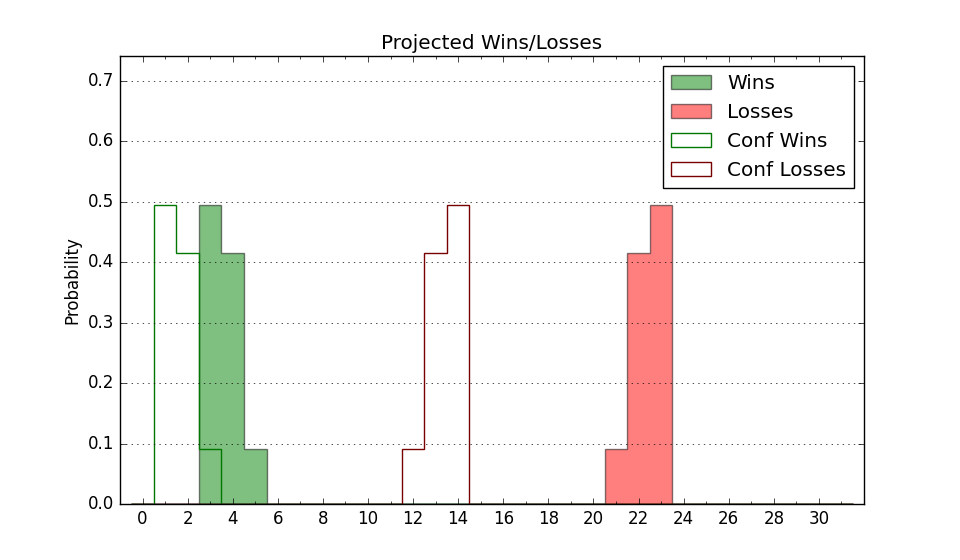 Projected Wins/Losses
Wins
Losses
Conf Wins
Conf Losses
Probability
0.7
0.6
0.5
0.4
0.3
0.2
0.1
0.0
0 2 4 6 8 10 12 14 16 18 20 22 24 26 28 30